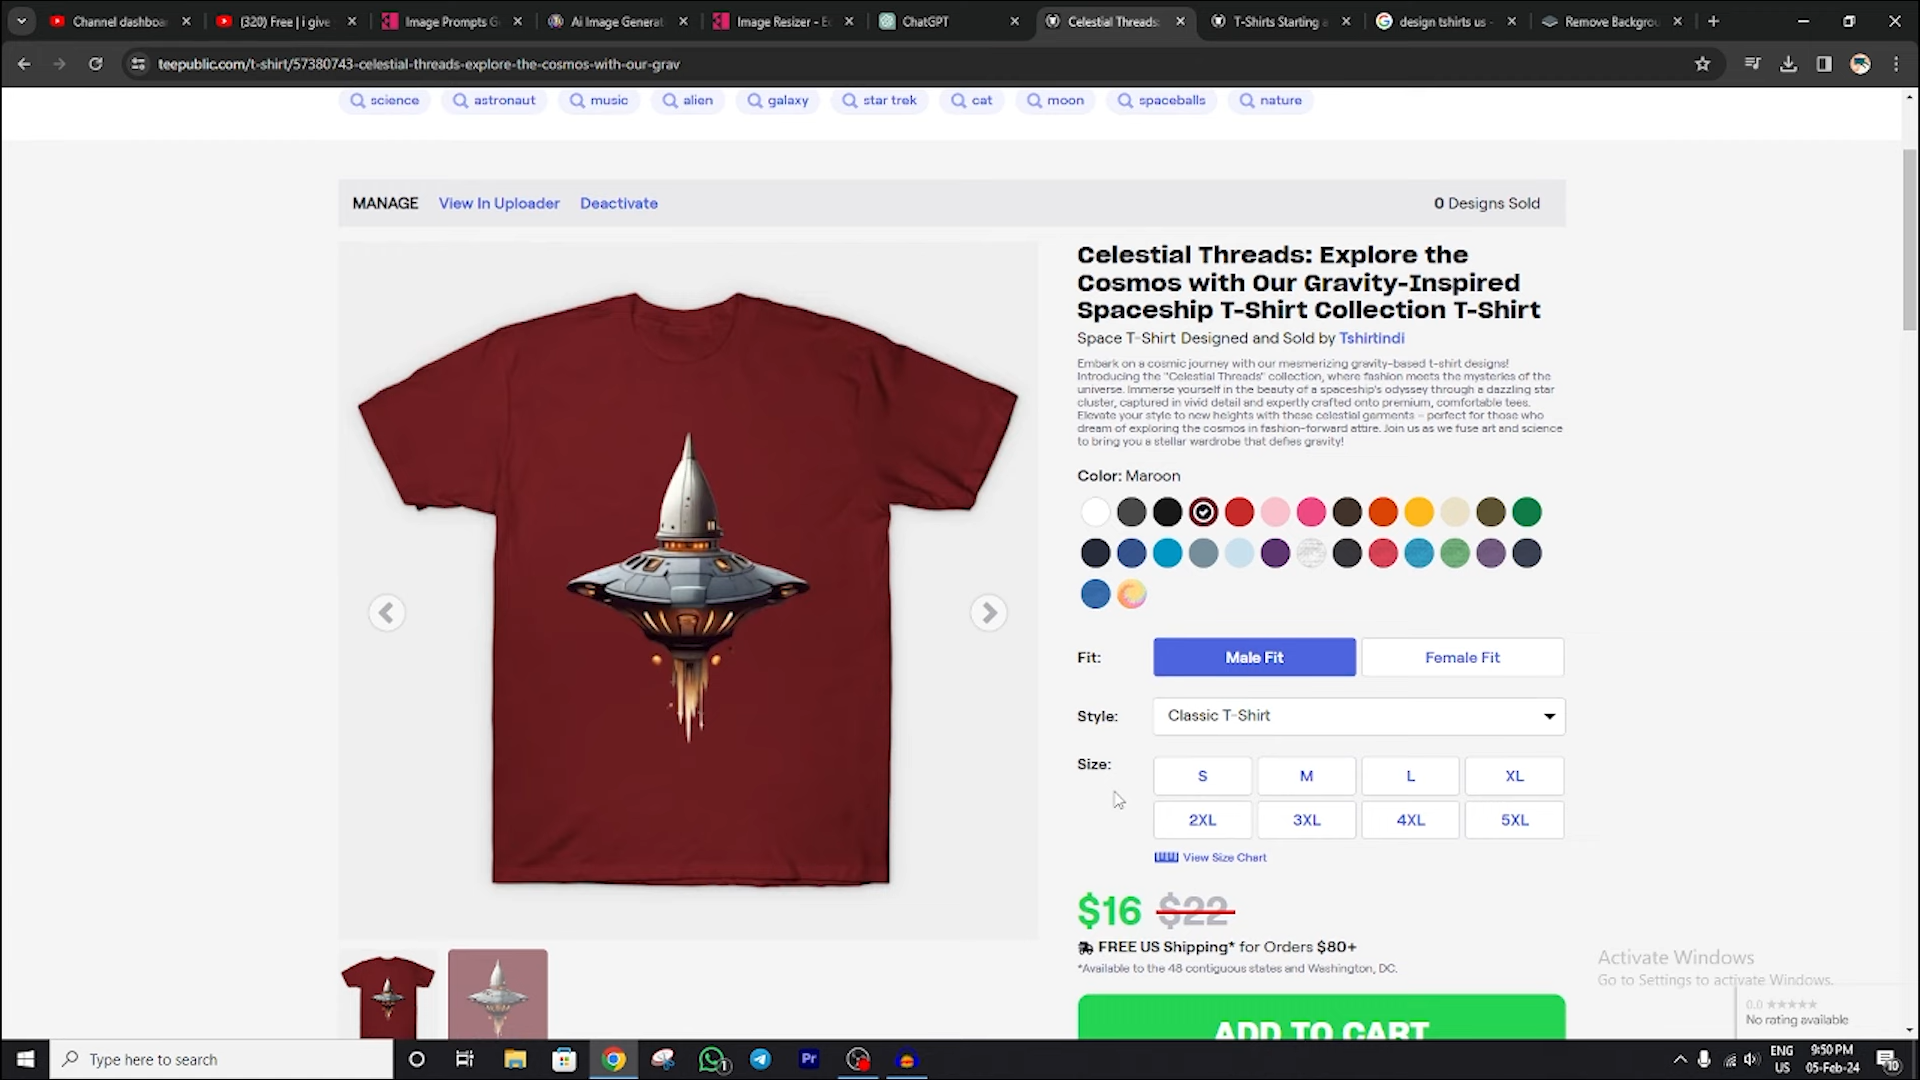 Channel dashboar
(320) Free | i give
Image Prompts G
Ai Image Generat
Image Resizer - E
ChatGPT
Celestial Threads:
T-Shirts Starting a
design tshirts us -
Remove Backgrou
teepublic.com/t-shirt/57380743-celestial-threads-explore-the-cosmos-with-our-grav
science
astronaut
music
alien
galaxy
star trek
cat
moon
spaceballs
nature
MANAGE
View In Uploader
Deactivate
0 Designs Sold
Celestial Threads: Explore the
Cosmos with Our Gravity-Inspired
Spaceship T-Shirt Collection T-Shirt
Space T-Shirt Designed and Sold by Tshirtindi
Embark on a cosmic journey with our mesmerizing gravity-based t-shirt designs!
Introducing the "Celestial Threads" collection, where fashion meets the mysteries of the
universe. Immerse yourself in the beauty of a spaceship's odyssey through a dazzling star
cluster, captured in vivid detail and expertly crafted onto premium, comfortable tees.
Elevate your style to new heights with these celestial garments – perfect for those who
dream of exploring the cosmos in fashion-forward attire. Join us as we fuse art and science
to bring you a stellar wardrobe that defies gravity!
Color: Maroon
Fit:
Male Fit
Female Fit
Style:
Classic T-Shirt
Size:
S
M
L
XL
2XL
3XL
4XL
5XL
View Size Chart
$16 $22
FREE US Shipping* for Orders $80+
*Available to the 48 contiguous states and Washington, DC.
ADD TO CART
Activate Windows
Go to Settings to activate Windows.
0.0 ★★★★★
No rating available
Type here to search
Pr
1
ENG
US
9:50 PM
05-Feb-24
10